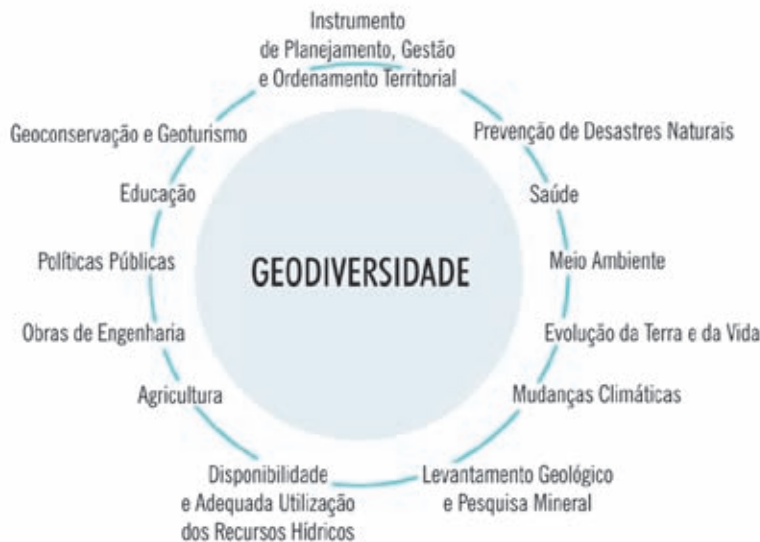 Instrumento
de Planejamento, Gestão
e Ordenamento Territorial
Geoconservação e Geoturismo
Prevenção de Desastres Naturais
Educação
Saúde
GEODIVERSIDADE
Políticas Públicas
Meio Ambiente
Obras de Engenharia
Evolução da Terra e da Vida
Agricultura
Mudanças Climáticas
Disponibilidade
e Adequada Utilização
dos Recursos Hídricos
Levantamento Geológico
e Pesquisa Mineral